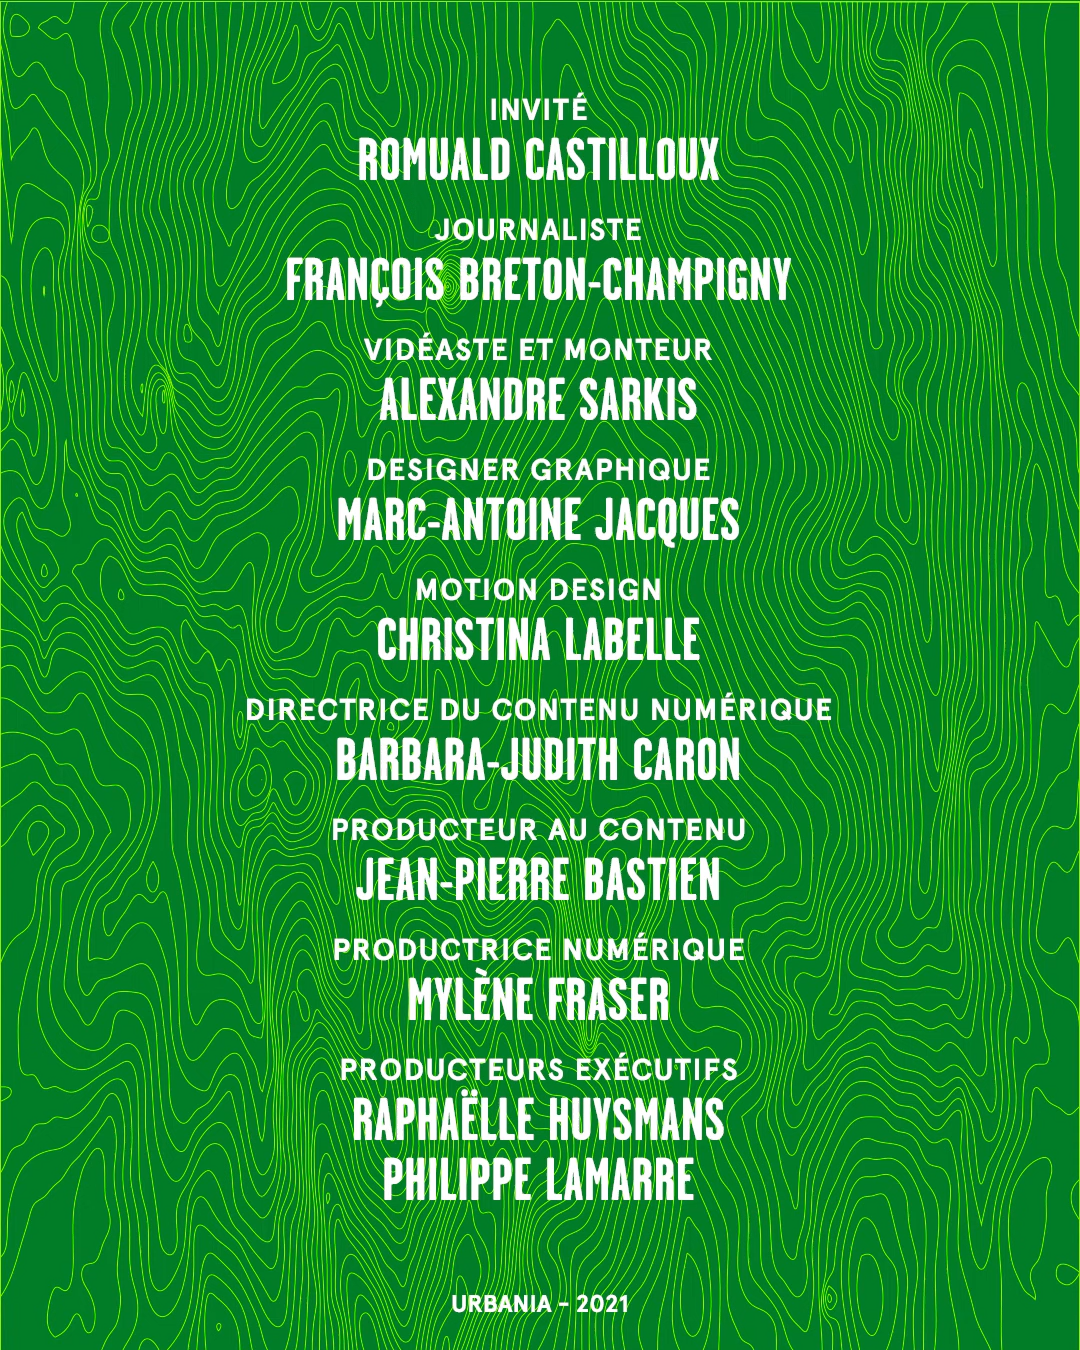 INVITÉ
ROMUALD CASTILLOUX
JOURNALISTE
FRANÇOIS BRETON-CHAMPIGNY
VIDÉASTE ET MONTEUR
ALEXANDRE SARKIS
DESIGNER GRAPHIQUE
MARC-ANTOINE JACQUES
MOTION DESIGN
CHRISTINA LABELLE
DIRECTRICE DU CONTENU NUMÉRIQUE
BARBARA-JUDITH CARON
PRODUCTEUR AU CONTENU
JEAN-PIERRE BASTIEN
PRODUCTRICE NUMÉRIQUE
MYLÈNE FRASER
PRODUCTEURS EXÉCUTIFS
RAPHAËLLE HUYSMANS
PHILIPPE LAMARRE
URBANIA - 2021